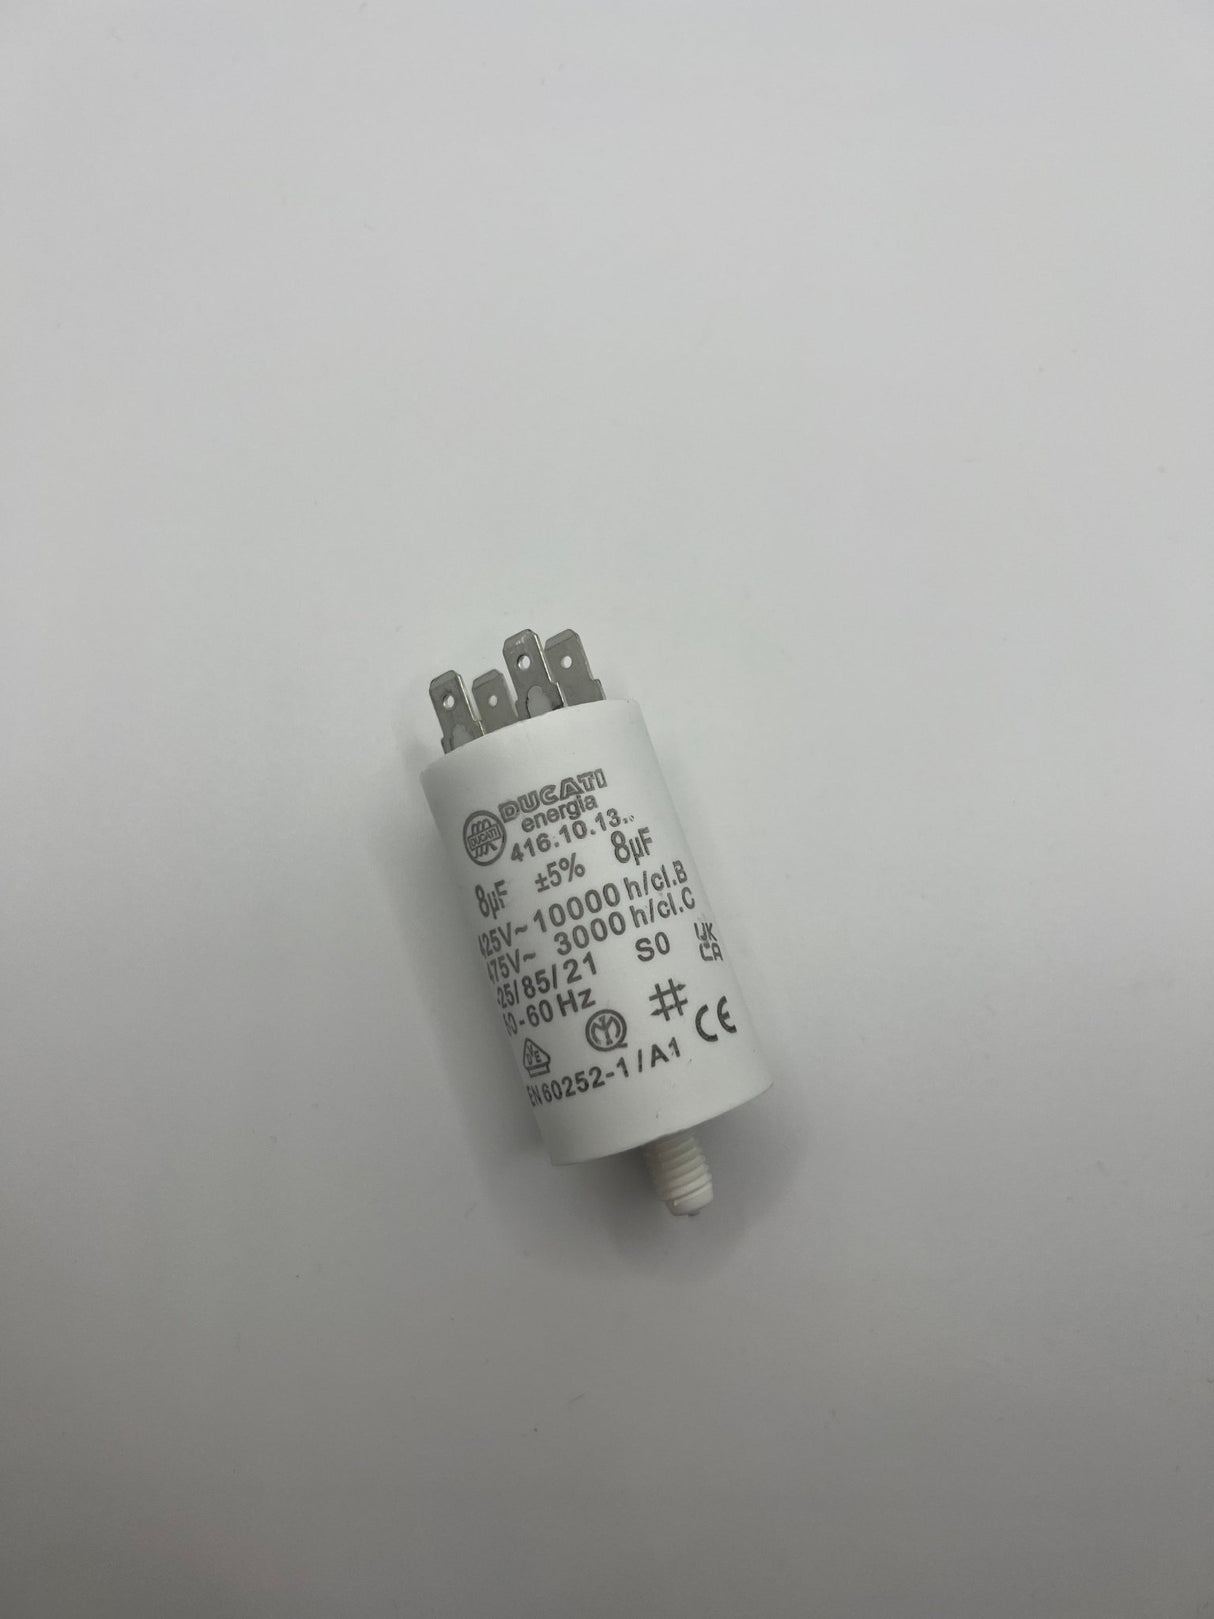 DUCATI
energia
DUCATI
416.10.13..
8µF ±5% 8µF
425V~ 10000 h/cl.B
475V~ 3000 h/cl.C
-25/85/21 S0
UK
CA
50-60 Hz
CE
EN 60252-1/A1